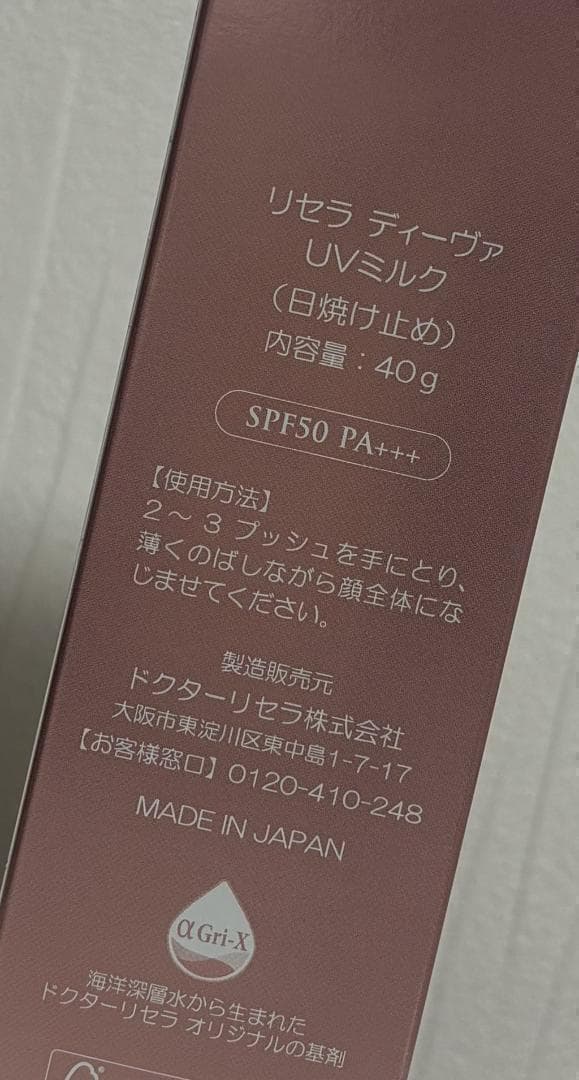 リセラ ディーヴァ
UVミルク
（日焼け止め）
内容量：40g
SPF50 PA+++
【使用方法】
2～3 プッシュを手にとり、
薄くのばしながら顔全体にな
じませてください。
製造販売元
ドクターリセラ株式会社
大阪市東淀川区東中島1-7-17
【お客様窓口】0120-410-248
MADE IN JAPAN
αGri-X
海洋深層水から生まれた
ドクターリセラ オリジナルの基剤